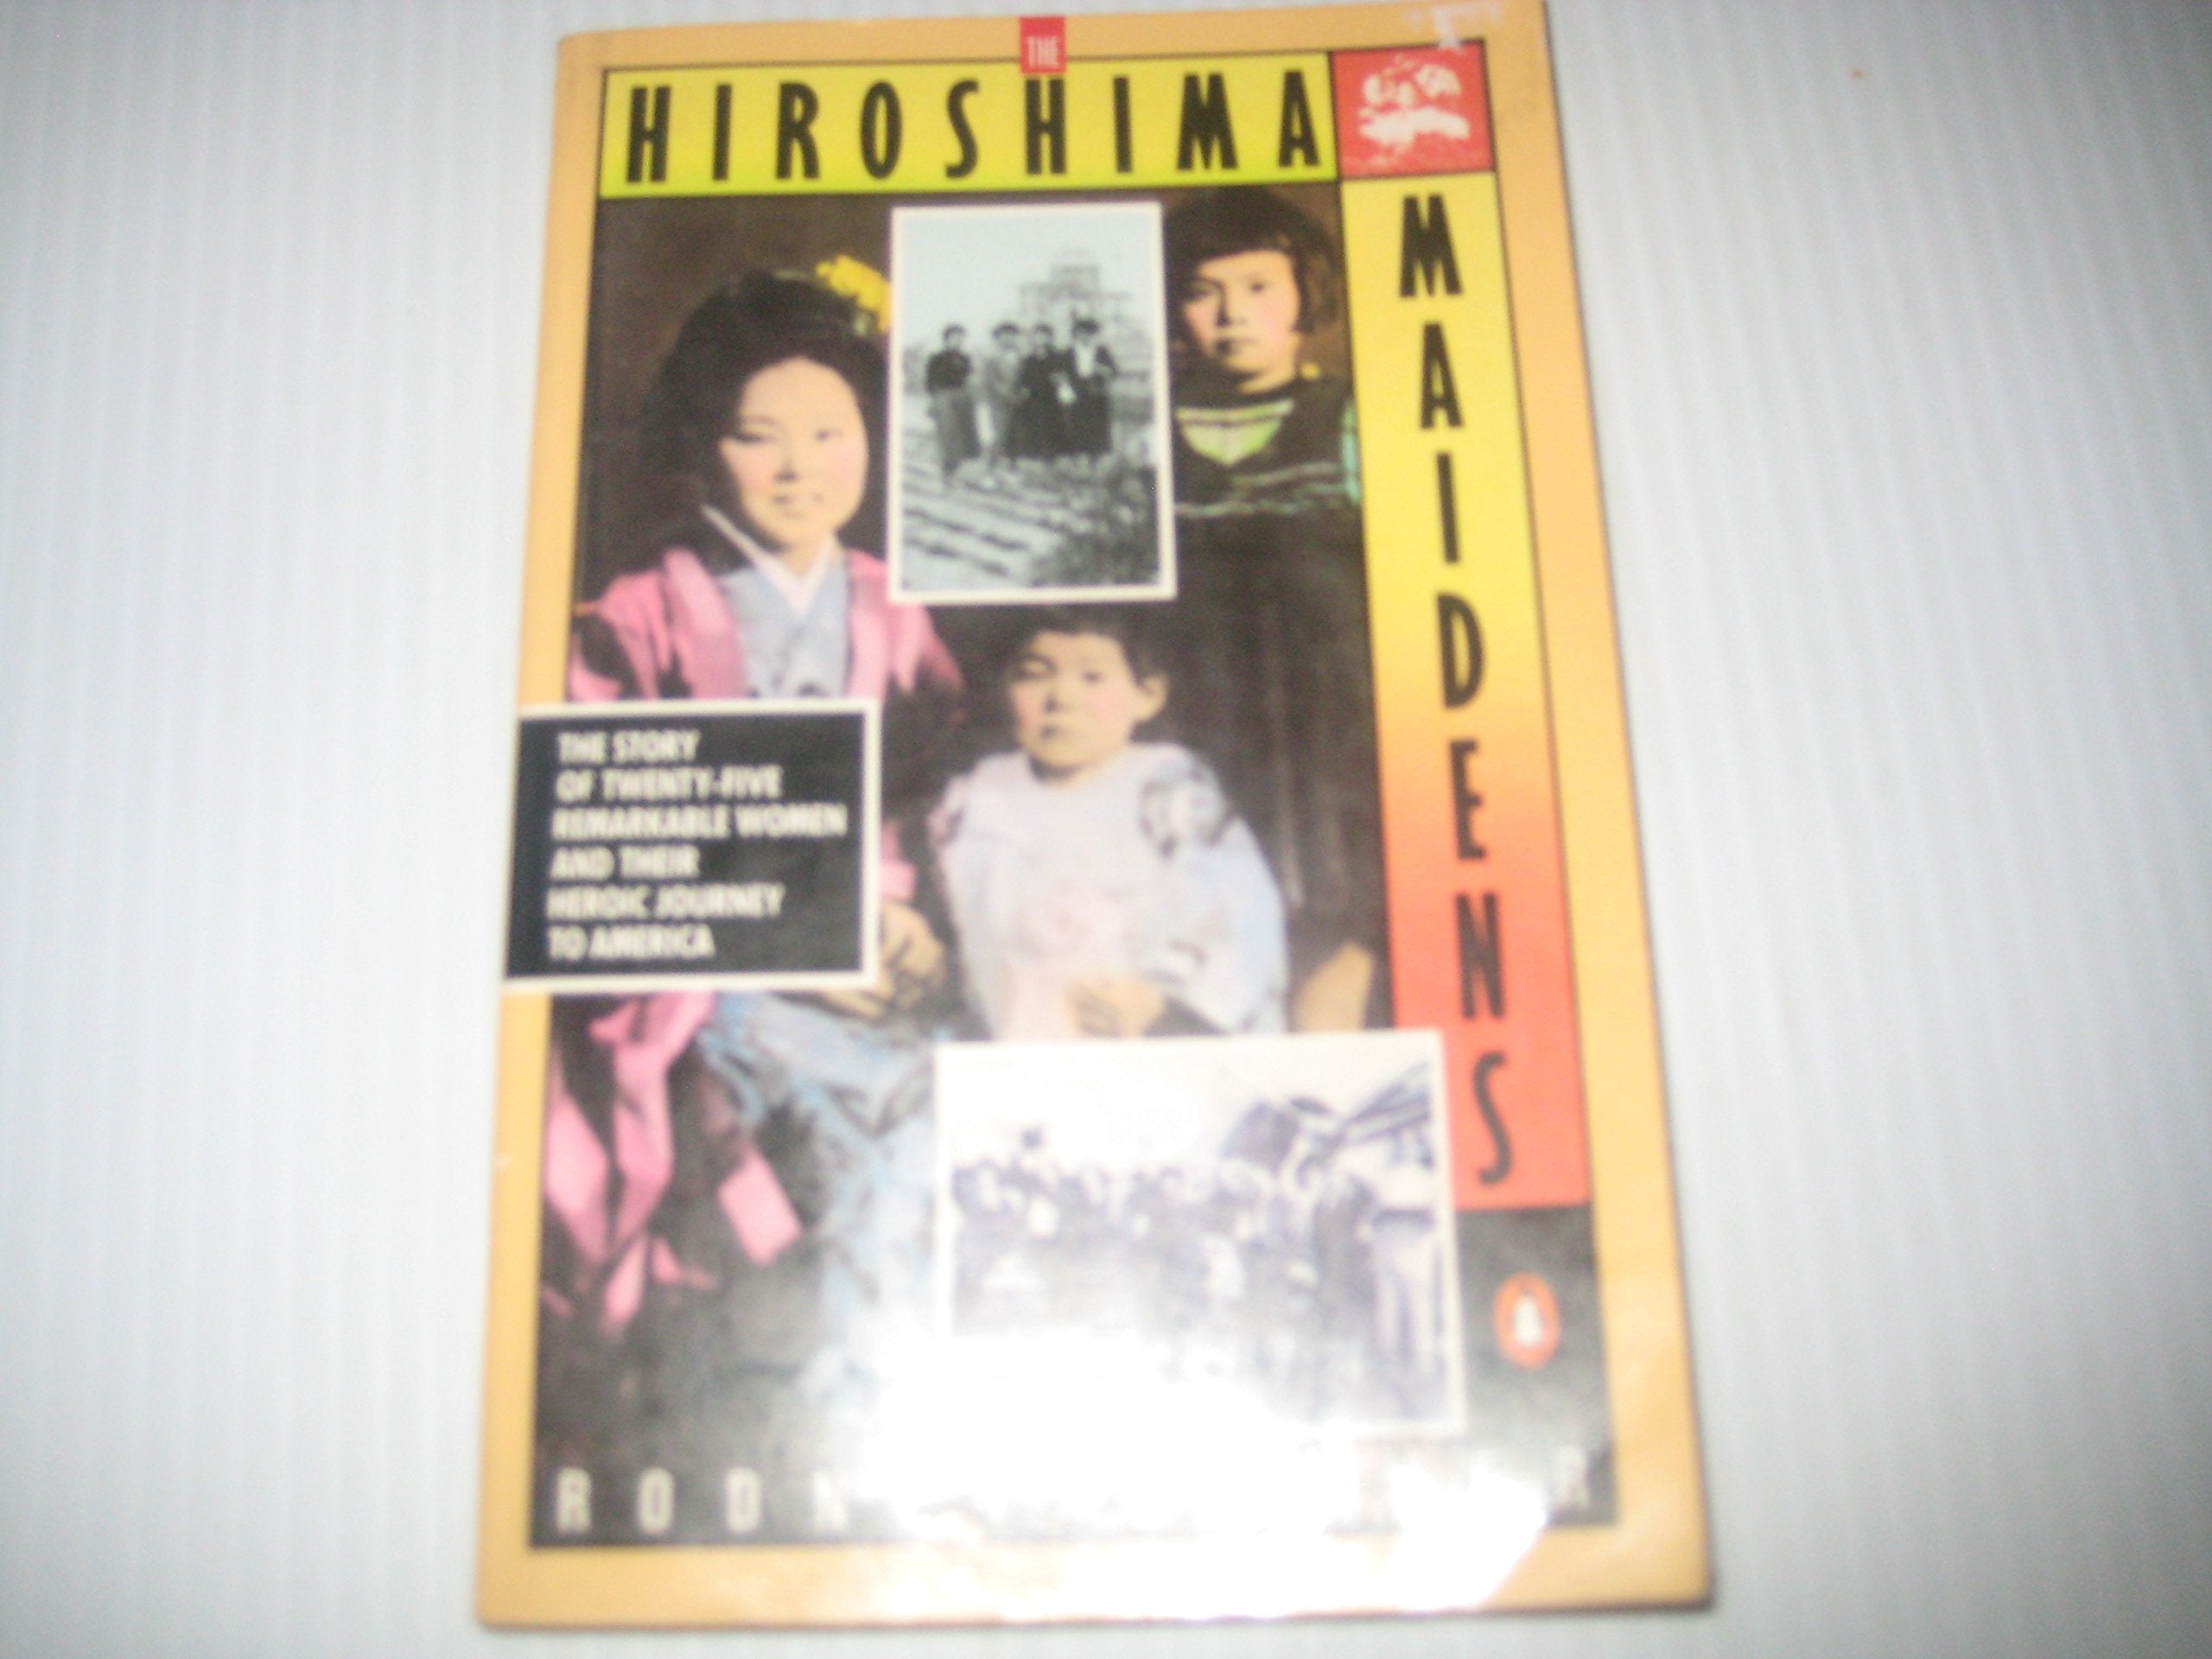 THE
HIROSHIMA
MAIDENS
THE STORY
OF TWENTY-FIVE
REMARKABLE WOMEN
AND THEIR
HEROIC JOURNEY
TO AMERICA